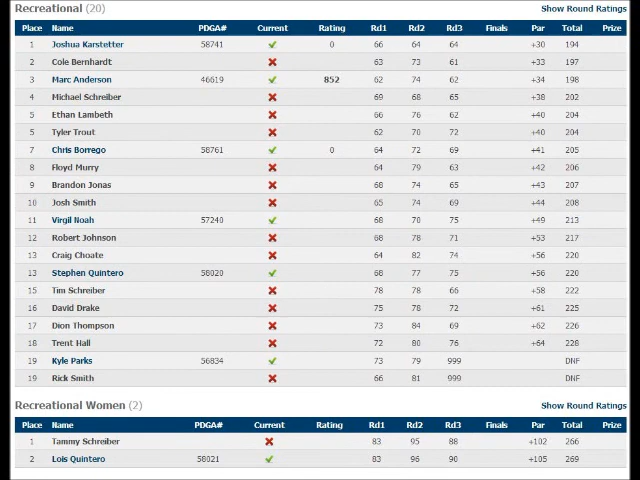 Recreational (20) Show Round Ratings
Place Name PDGA# Current Rating Rd1 Rd2 Rd3 Finals Par Total Prize
1 Joshua Karstetter 58741 0 66 64 64 +30 194
2 Cole Bernhardt 63 73 61 +33 197
3 Marc Anderson 46619 852 62 74 62 +34 198
4 Michael Schreiber 69 68 65 +38 202
5 Ethan Lambeth 66 76 62 +40 204
5 Tyler Trout 62 70 72 +40 204
7 Chris Borrego 58761 0 64 72 69 +41 205
8 Floyd Murry 64 79 63 +42 206
9 Brandon Jonas 68 74 65 +43 207
10 Josh Smith 65 74 69 +44 208
11 Virgil Noah 57240 68 70 75 +49 213
12 Robert Johnson 68 78 71 +53 217
13 Craig Choate 64 82 74 +56 220
13 Stephen Quintero 58020 68 77 75 +56 220
15 Tim Schreiber 78 78 66 +58 222
16 David Drake 75 78 72 +61 225
17 Dion Thompson 73 84 69 +62 226
18 Trent Hall 72 80 76 +64 228
19 Kyle Parks 56834 73 79 999 DNF
19 Rick Smith 66 81 999 DNF
Recreational Women (2) Show Round Ratings
Place Name PDGA# Current Rating Rd1 Rd2 Rd3 Finals Par Total Prize
1 Tammy Schreiber 83 95 88 +102 266
2 Lois Quintero 58021 83 96 90 +105 269